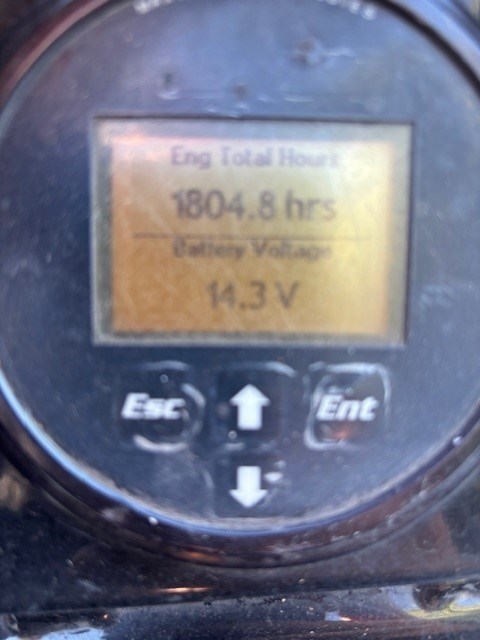 Eng Total Hours
1804.8 hrs
Battery Voltage
14.3 V
Esc
Ent